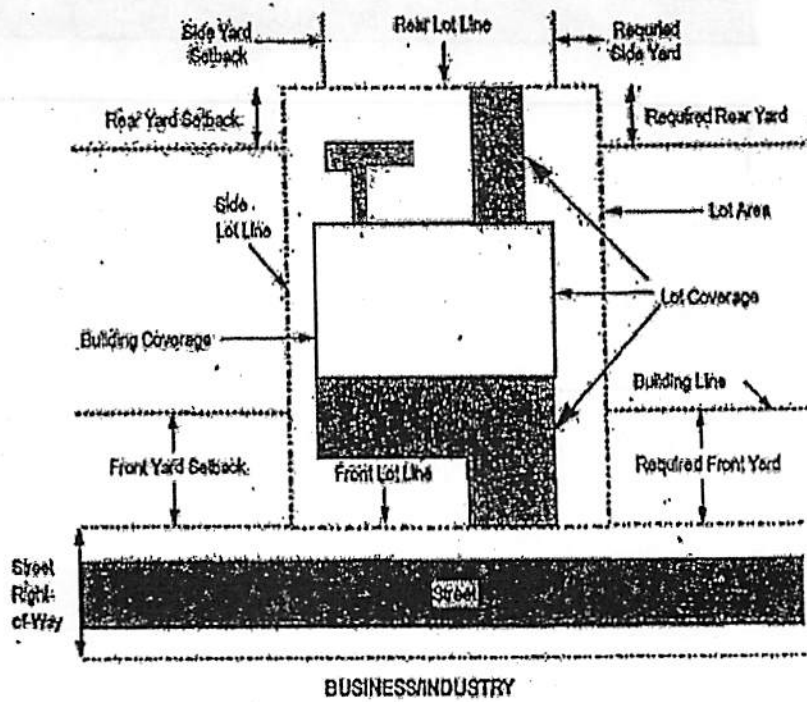 Side Yard
Setback
Rear Lot Line
Requried
Side Yard
Rear Yard Setback
Required Rear Yard
Side
Lot Line
Lot Area
Lot Coverage
Building Coverage
Building Line
Front Yard Setback
Front Lot Line
Required Front Yard
Street
Right-
of-Way
Street
BUSINESS/INDUSTRY